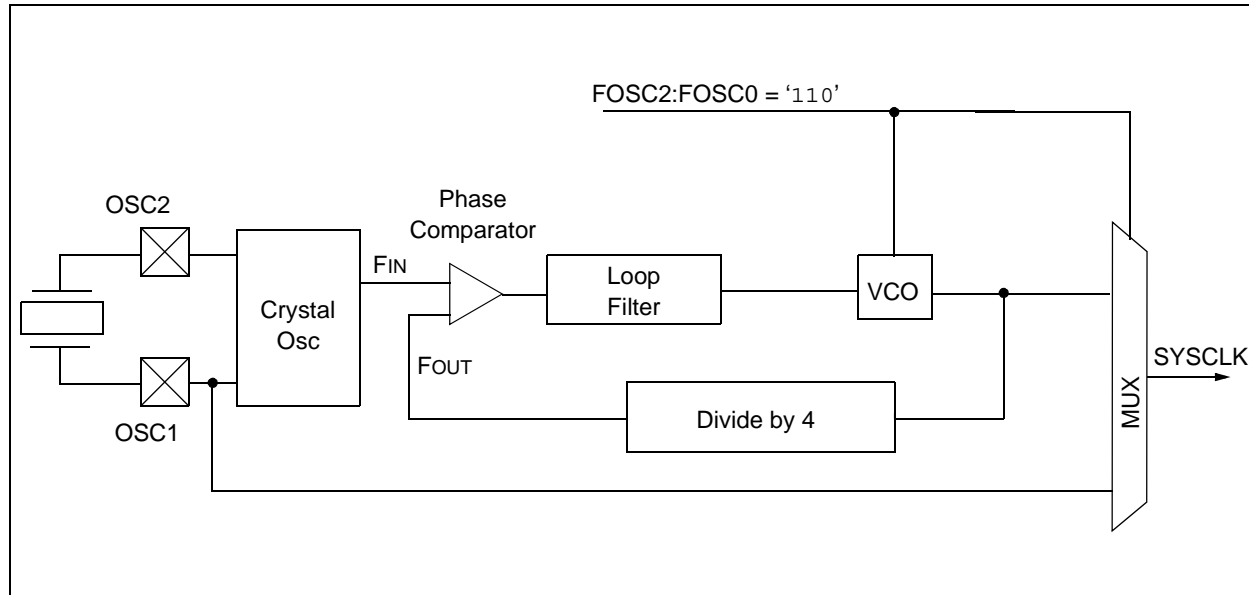 FOSC2:FOSC0 = ‘110’
OSC2
Phase
Comparator
FIN
Loop
Filter
VCO
Crystal
Osc
FOUT
SYSCLK
OSC1
Divide by 4
MUX